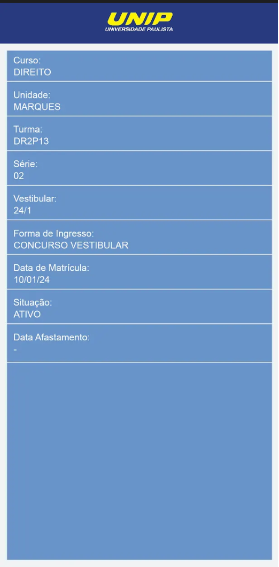 UNIP
UNIVERSIDADE PAULISTA
Curso:
DIREITO
Unidade:
MARQUES
Turma:
DR2P13
Série:
02
Vestibular:
24/1
Forma de Ingresso:
CONCURSO VESTIBULAR
Data de Matrícula:
10/01/24
Situação:
ATIVO
Data Afastamento:
-